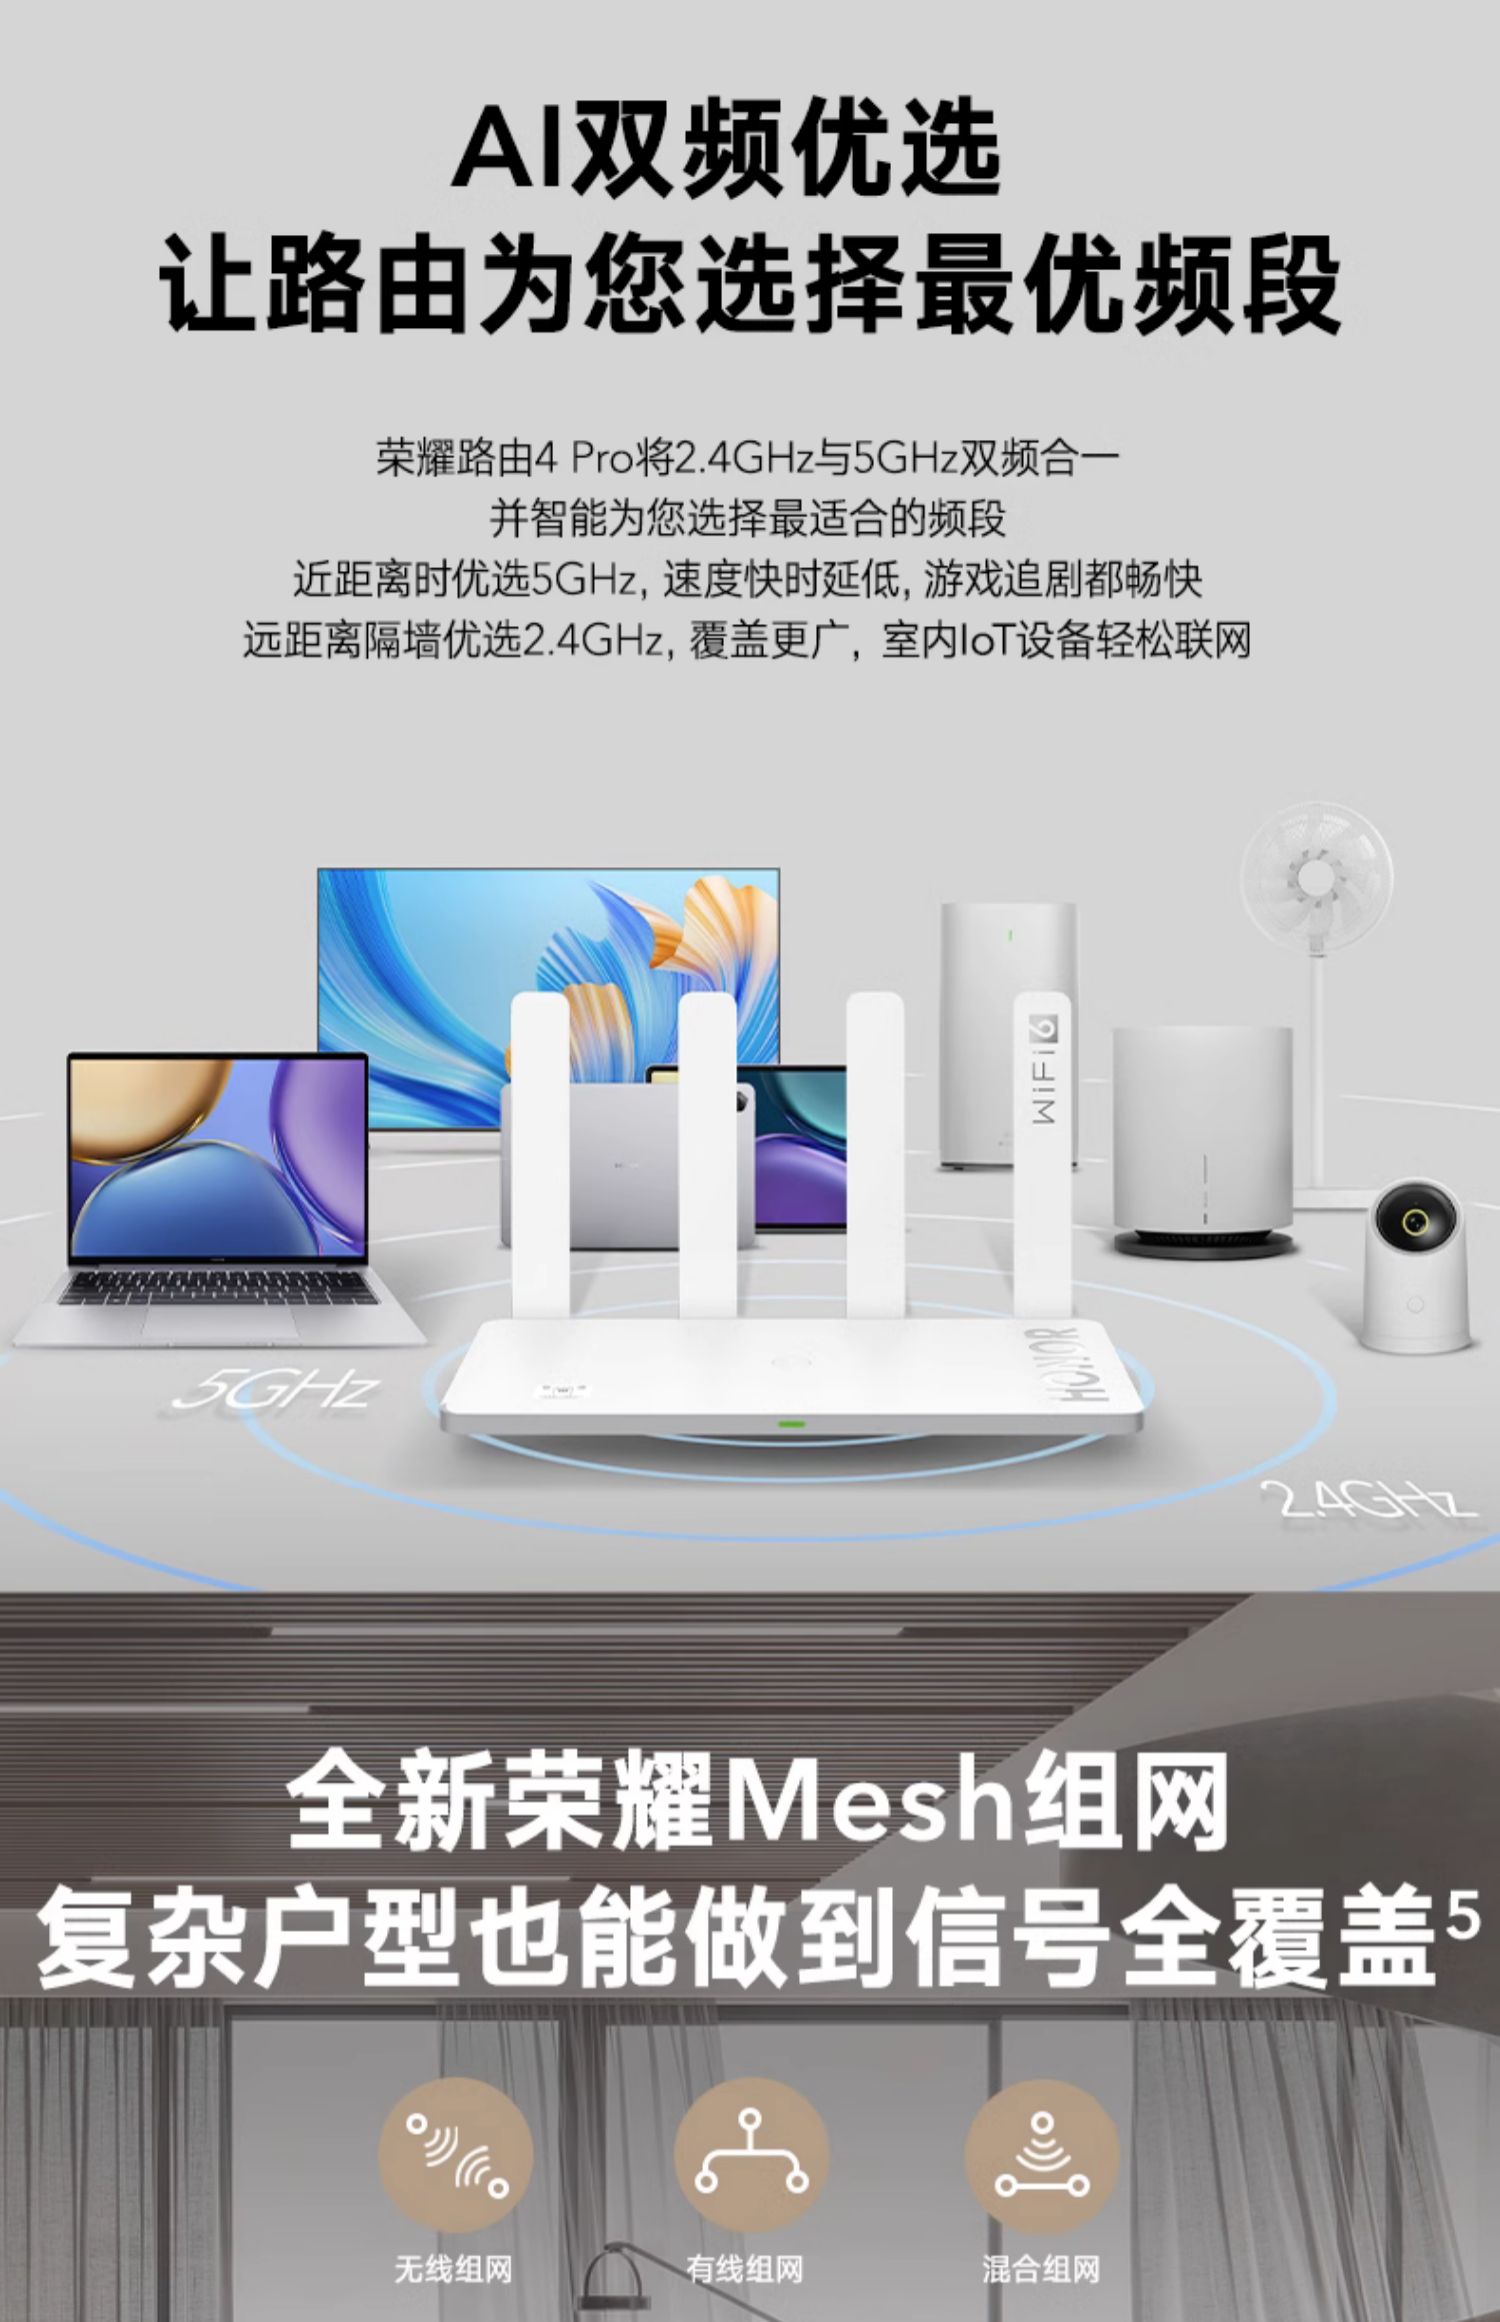 AI双频优选
让路由为您选择最优频段
荣耀路由4 Pro将2.4GHz与5GHz双频合一
并智能为您选择最适合的频段
近距离时优选5GHz, 速度快时延低, 游戏追剧都畅快
远距离隔墙优选2.4GHz, 覆盖更广, 室内IoT设备轻松联网
WiFi6
HONOR
5GHz
2.4GHz
全新荣耀Mesh组网
复杂户型也能做到信号全覆盖5
无线组网
有线组网
混合组网